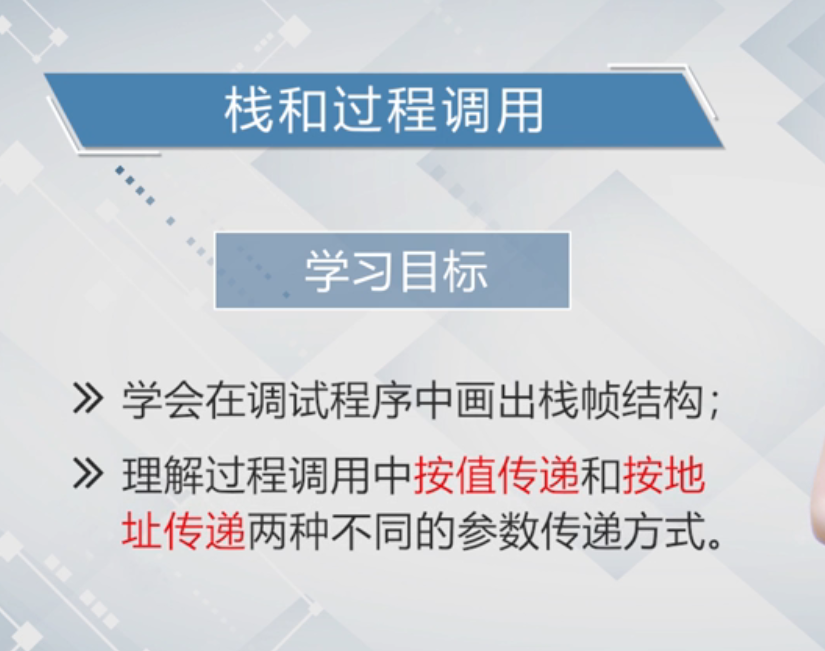 栈和过程调用
学习目标
学会在调试程序中画出栈帧结构；
理解过程调用中按值传递和按地
址传递两种不同的参数传递方式。